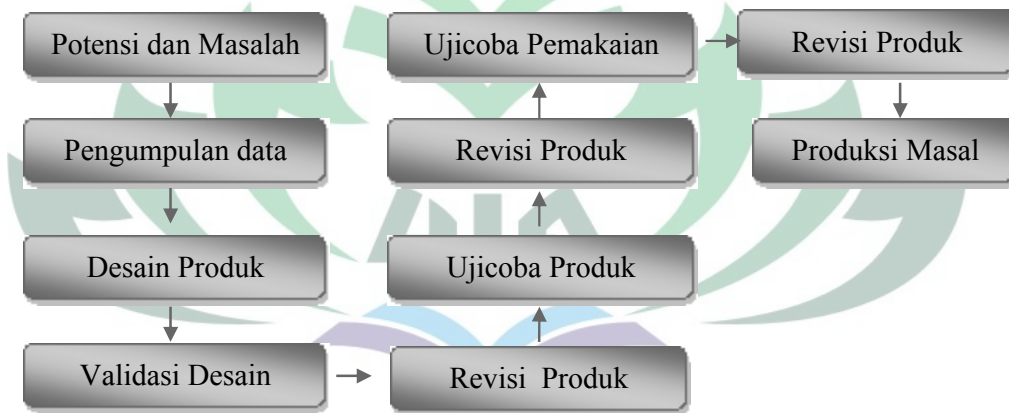 Potensi dan Masalah
Pengumpulan data
Desain Produk
Validasi Desain
Revisi Produk
Ujicoba Produk
Revisi Produk
Ujicoba Pemakaian
Revisi Produk
Produksi Masal